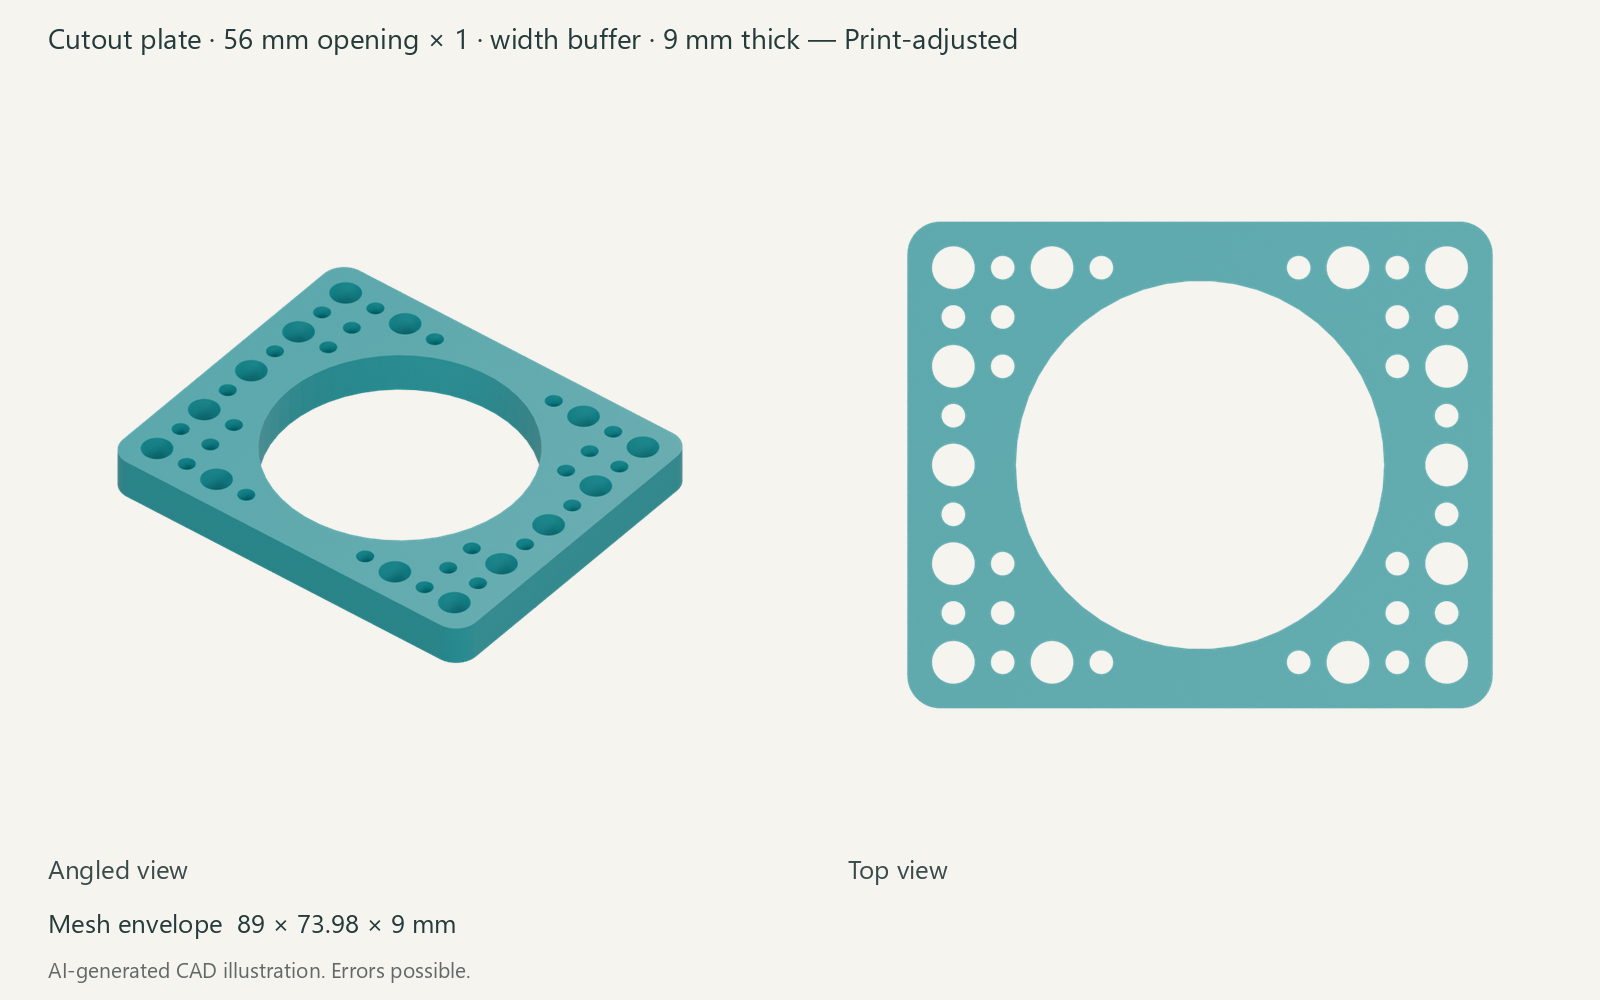 Cutout plate · 56 mm opening × 1 · width buffer · 9 mm thick — Print-adjusted
Angled view
Top view
Mesh envelope 89 × 73.98 × 9 mm
AI-generated CAD illustration. Errors possible.